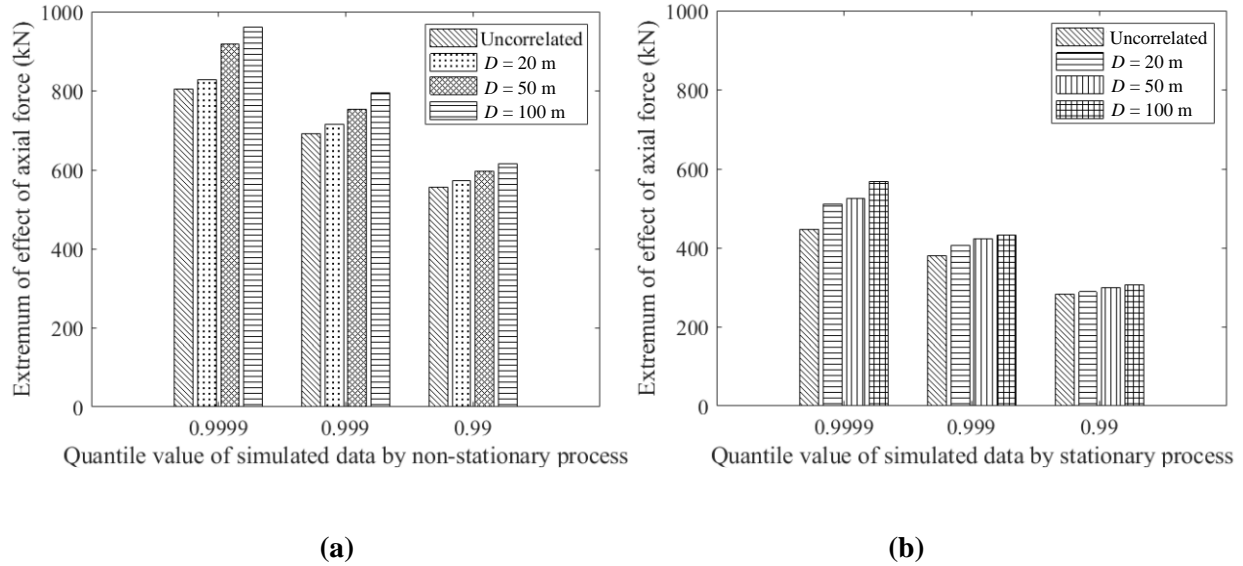 1000
800
600
400
200
0
Extremum of effect of axial force (kN)
Uncorrelated
D = 20 m
D = 50 m
D = 100 m
0.9999 0.999 0.99
Quantile value of simulated data by non-stationary process
(a)
1000
800
600
400
200
0
Extremum of effect of axial force (kN)
Uncorrelated
D = 20 m
D = 50 m
D = 100 m
0.9999 0.999 0.99
Quantile value of simulated data by stationary process
(b)